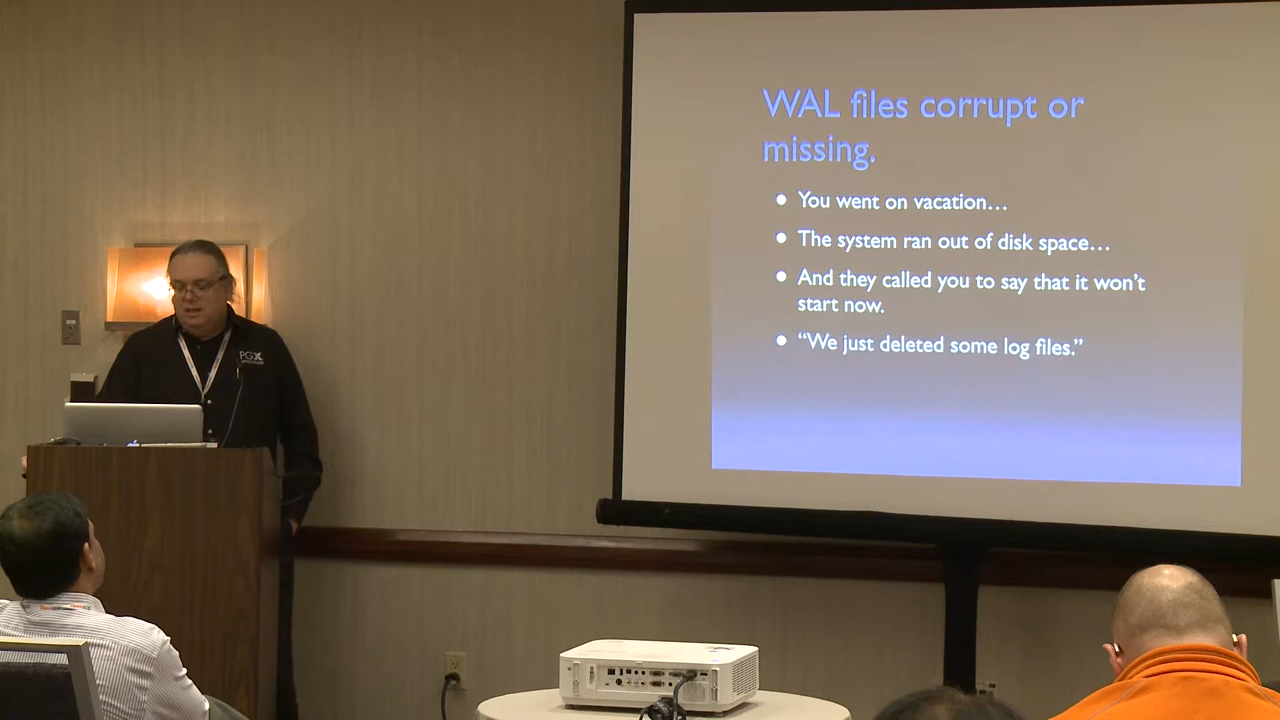 WAL files corrupt or
missing.
You went on vacation…
The system ran out of disk space…
And they called you to say that it won't
start now.
“We just deleted some log files.”
PGX